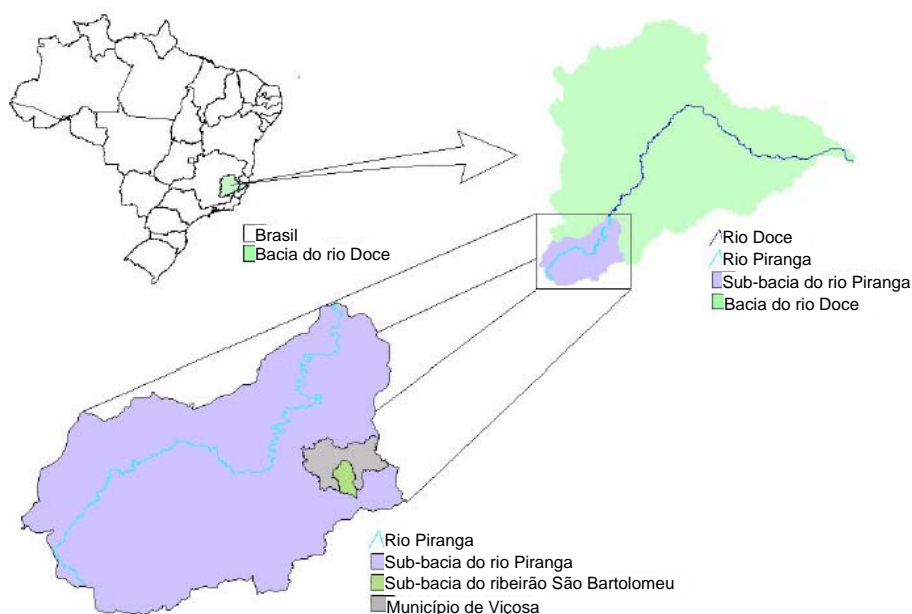 Brasil
Bacia do rio Doce
Rio Doce
Rio Piranga
Sub-bacia do rio Piranga
Bacia do rio Doce
Rio Piranga
Sub-bacia do rio Piranga
Sub-bacia do ribeirão São Bartolomeu
Município de Viçosa